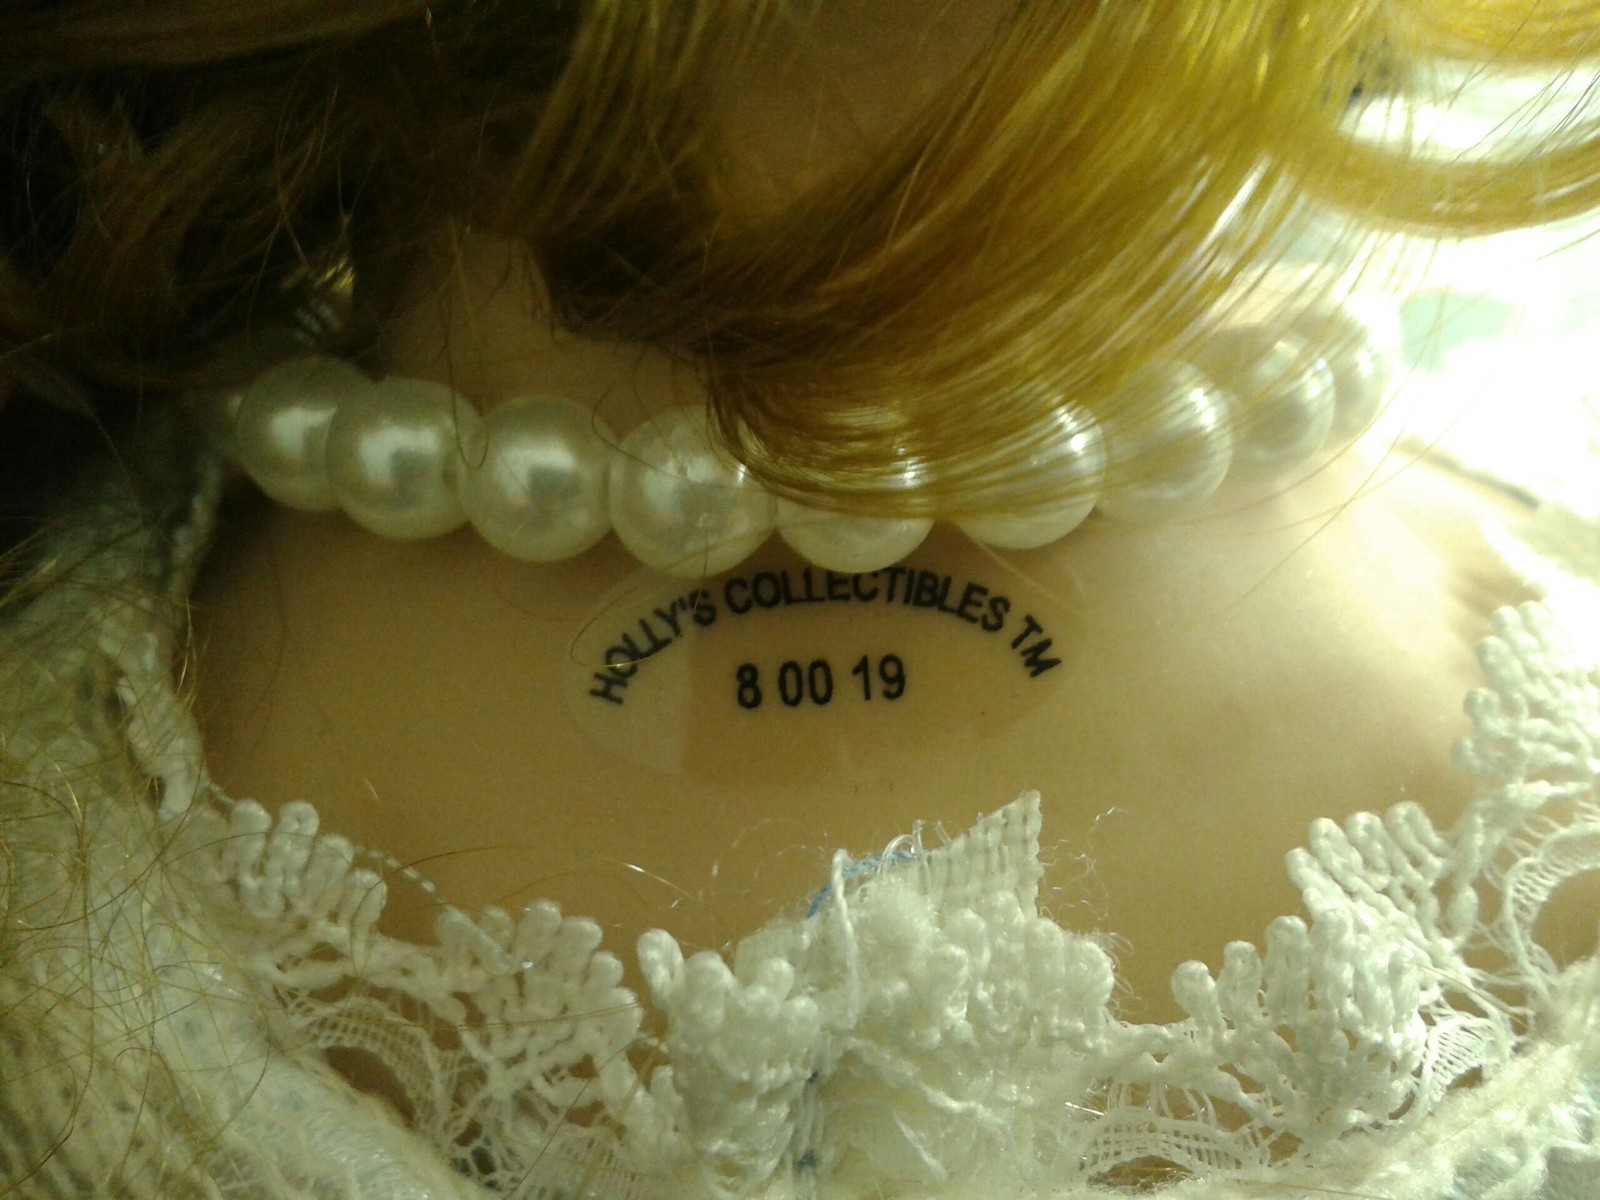 HOLLY'S COLLECTIBLES TM
8 00 19